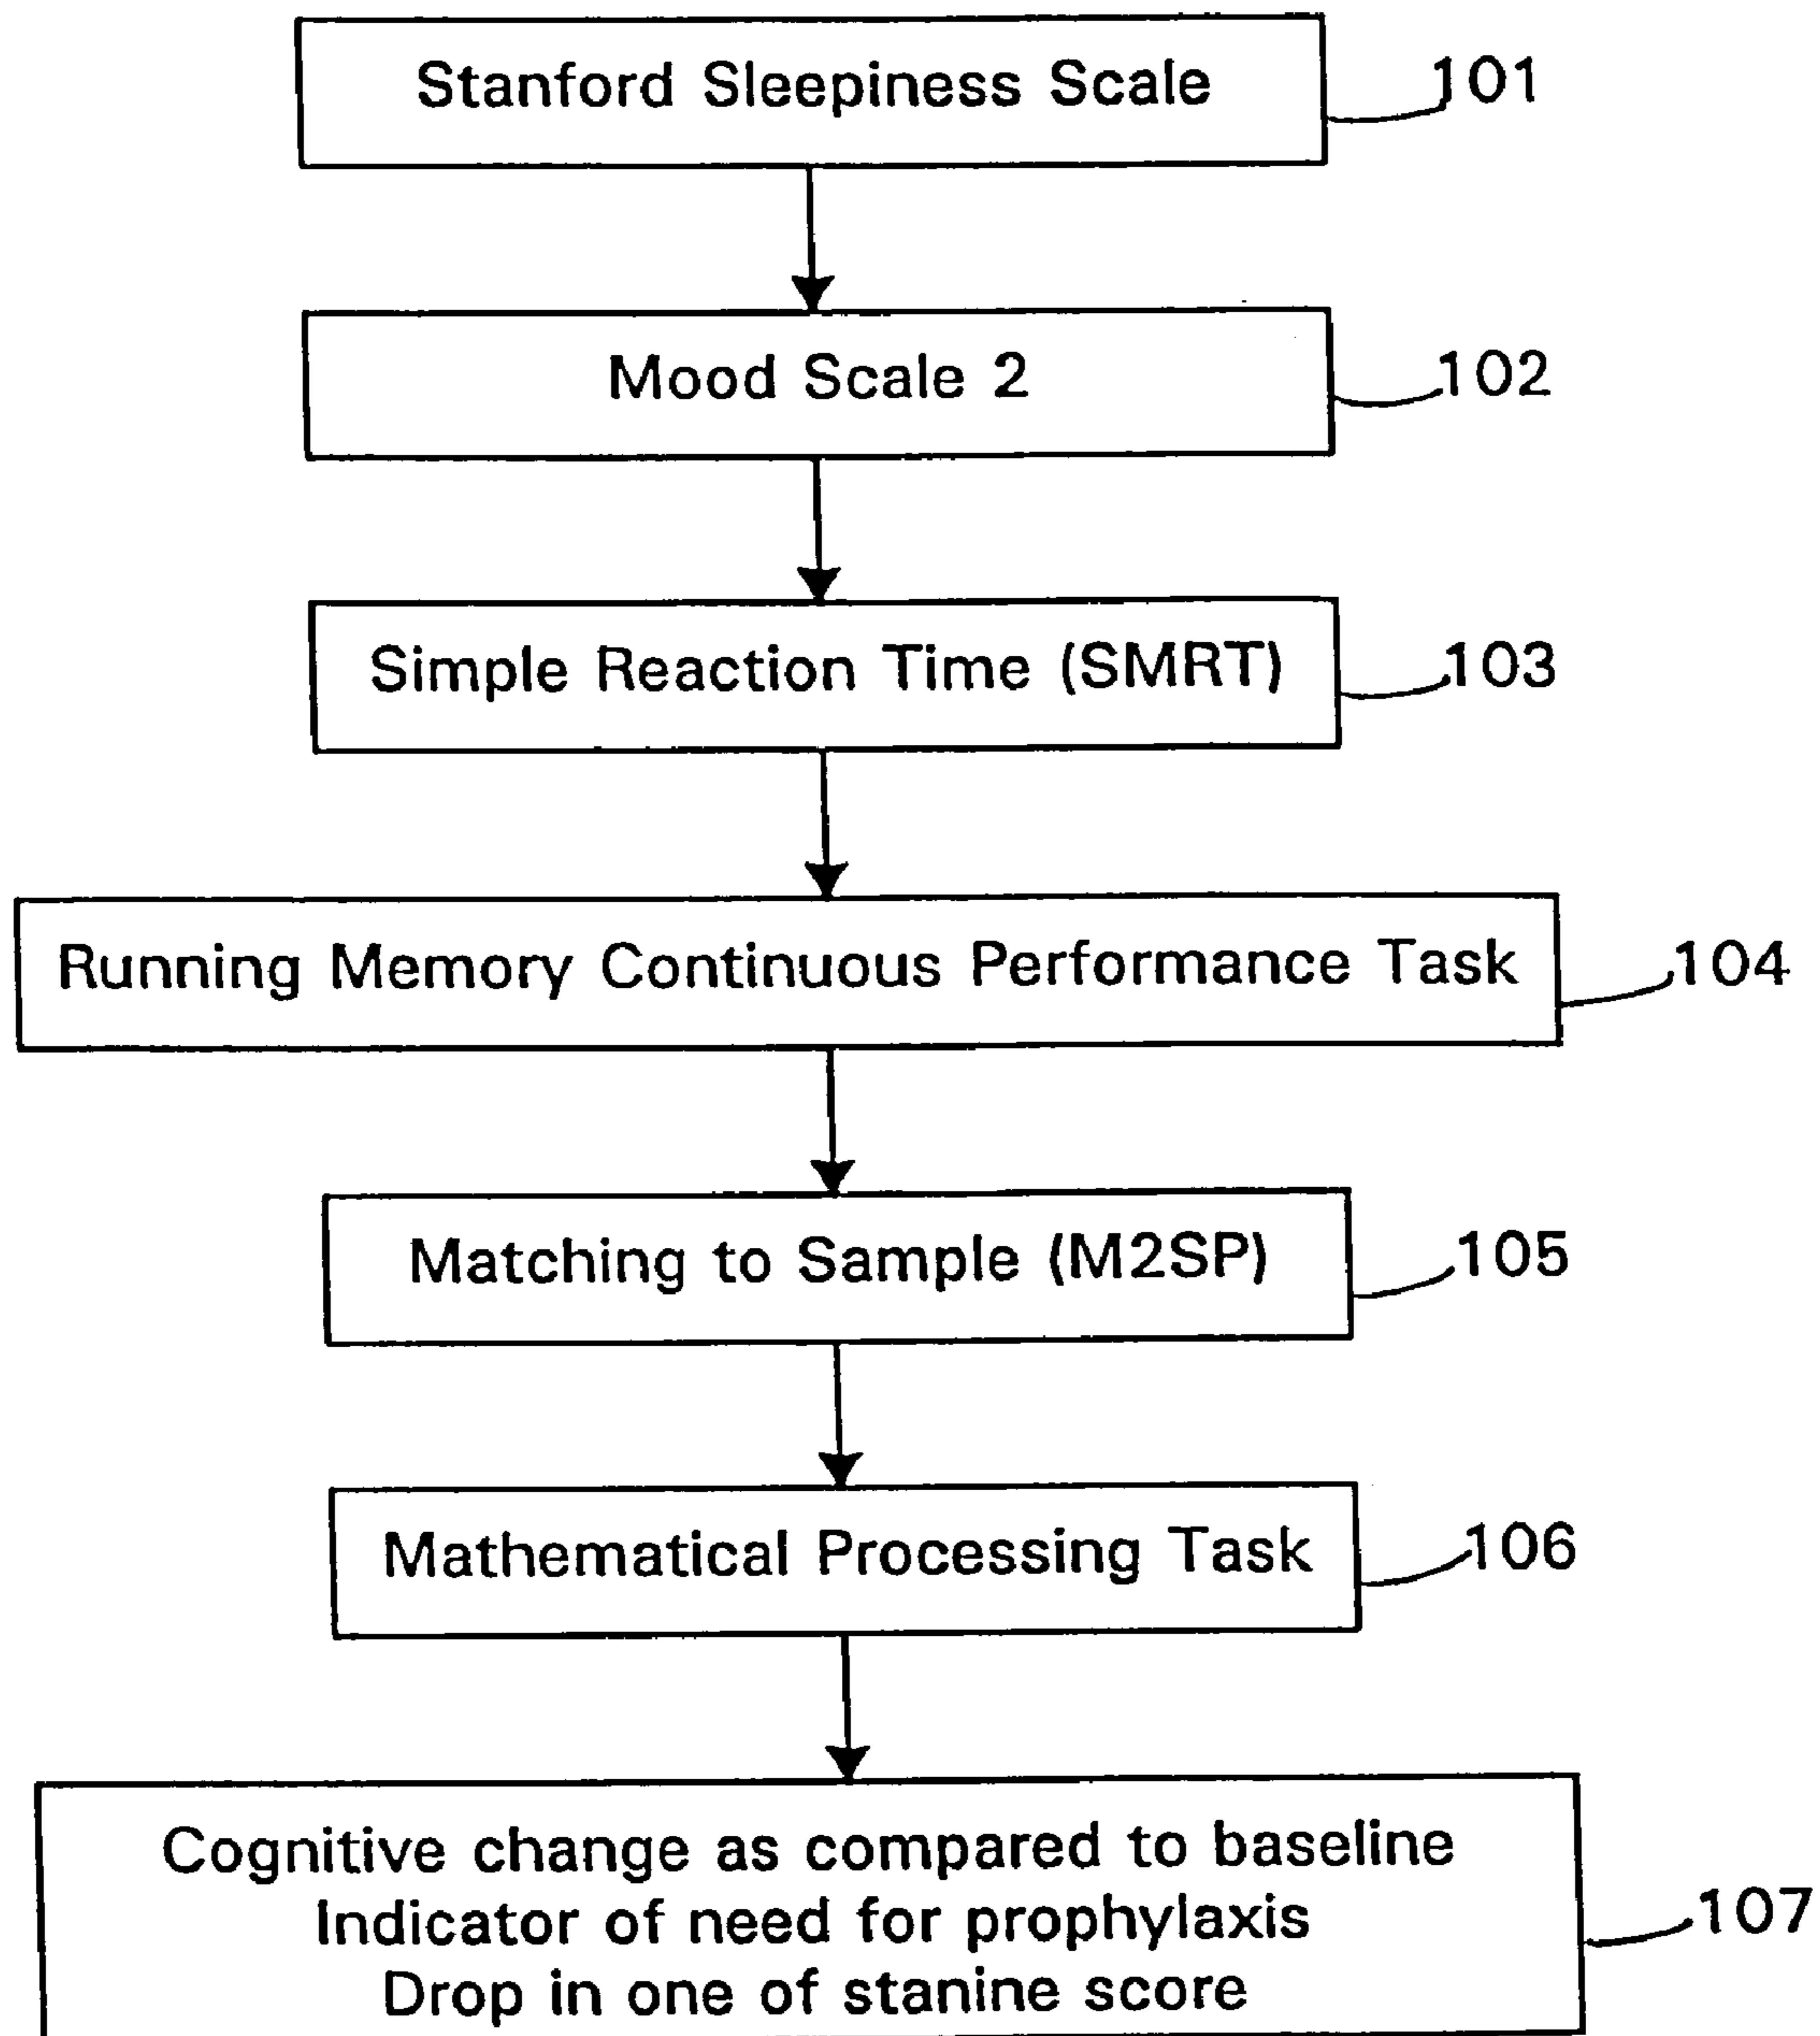 Stanford Sleepiness Scale
101
Mood Scale 2
102
Simple Reaction Time (SMRT)
103
Running Memory Continuous Performance Task
104
Matching to Sample (M2SP)
105
Mathematical Processing Task
106
Cognitive change as compared to baseline
Indicator of need for prophylaxis
Drop in one of stanine score
107